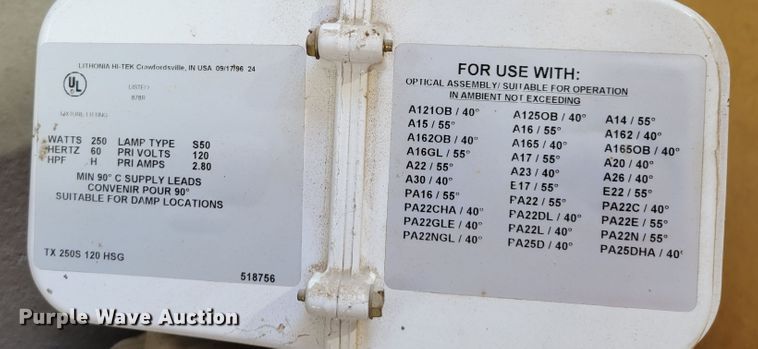 LITHONIA HI-TEK Crawfordsville, IN USA 09/17/96 24
UL
LISTED
WATTS 250 LAMP TYPE S50
HERTZ 60 PRI VOLTS 120
HPF H PRI AMPS 2.80
MIN 90° C SUPPLY LEADS
CONVENIR POUR 90°
SUITABLE FOR DAMP LOCATIONS
TX 250S 120 HSG
518756
FOR USE WITH:
OPTICAL ASSEMBLY/ SUITABLE FOR OPERATION
IN AMBIENT NOT EXCEEDING
A121OB / 40° A125OB / 40° A14 / 55°
A15 / 55° A16 / 55° A162 / 40°
A162OB / 40° A165 / 40° A165OB / 40°
A16GL / 55° A17 / 55° A20 / 40°
A22 / 55° A23 / 40° A26 / 40°
A30 / 40° E17 / 55° E22 / 55°
PA16 / 55° PA22 / 55° PA22C / 40°
PA22CHA / 40° PA22DL / 40° PA22E / 55°
PA22GLE / 40° PA22L / 40° PA22N / 55°
PA22NGL / 40° PA25D / 40° PA25DHA / 40°
Purple Wave Auction